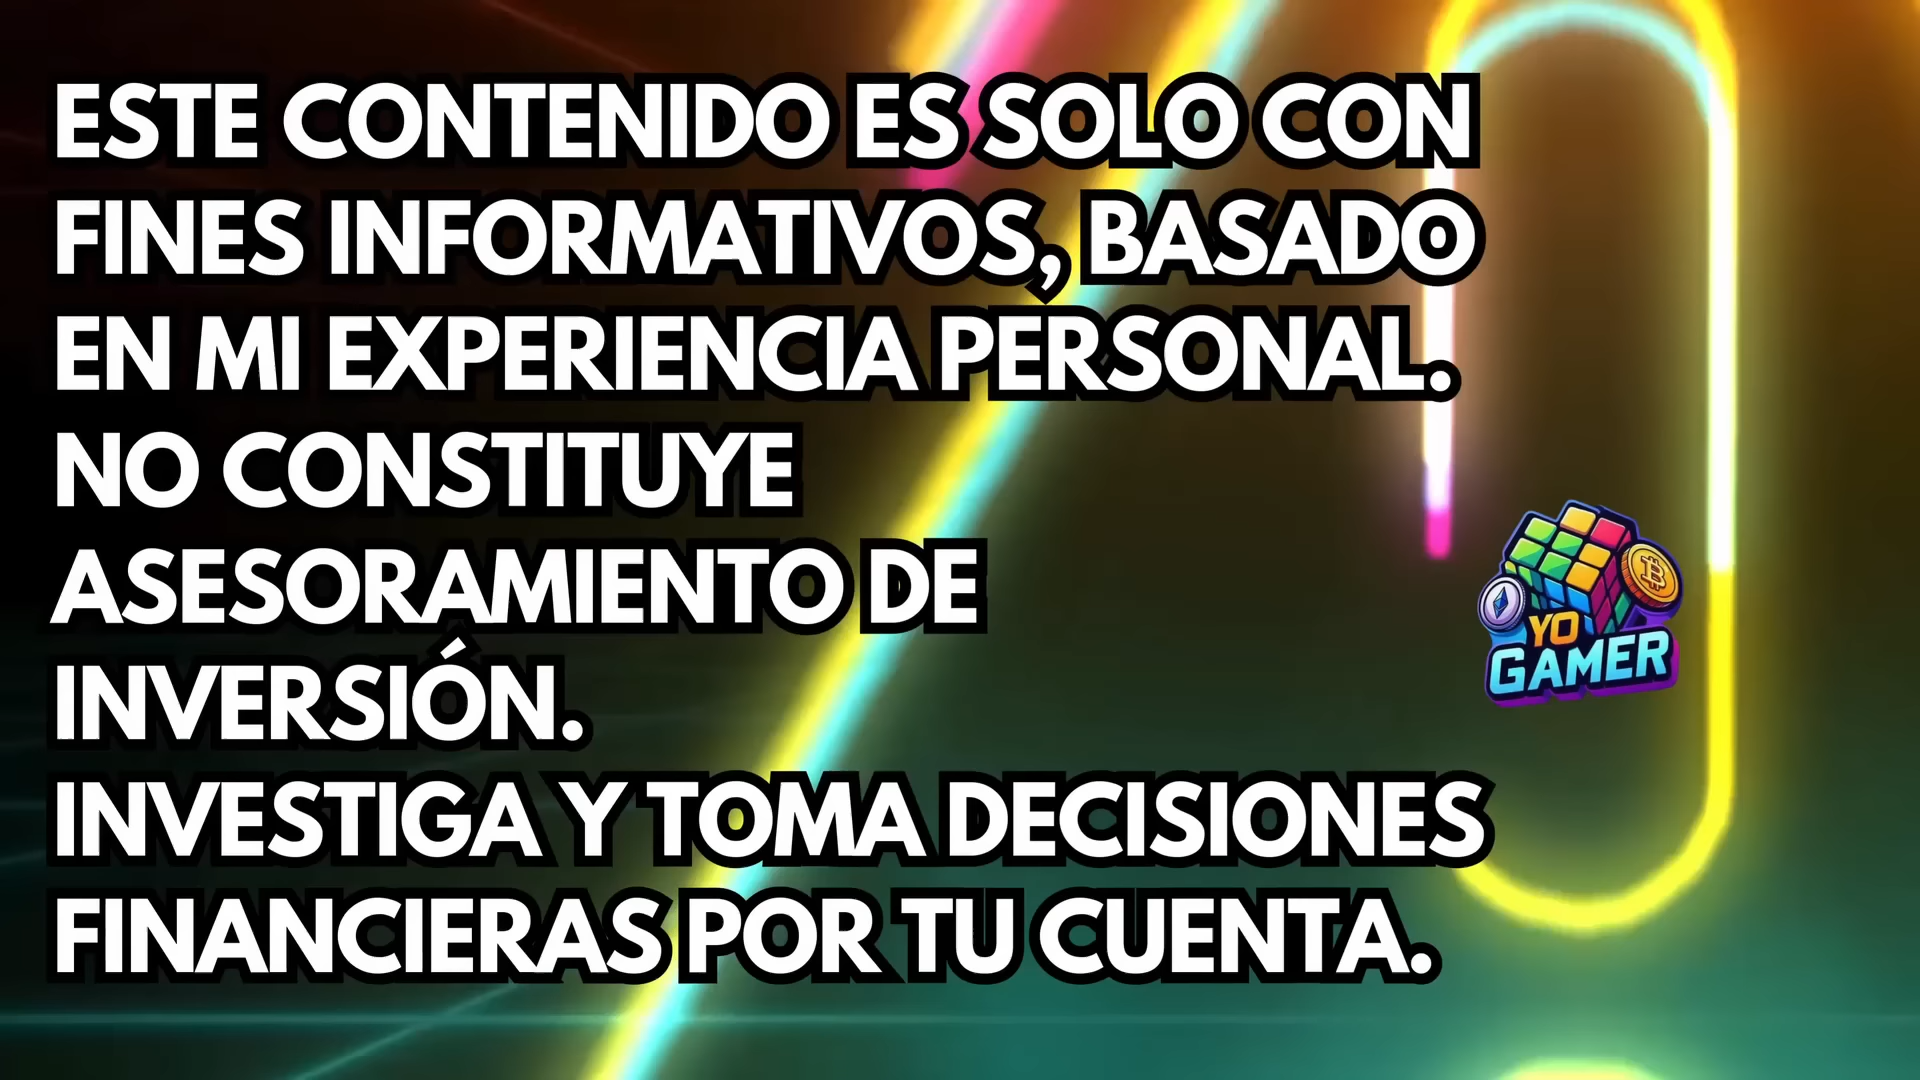 ESTE CONTENIDO ES SOLO CON
FINES INFORMATIVOS, BASADO
EN MI EXPERIENCIA PERSONAL.
NO CONSTITUYE
ASESORAMIENTO DE
INVERSIÓN.
INVESTIGA Y TOMA DECISIONES
FINANCIERAS POR TU CUENTA.
YO
GAMER